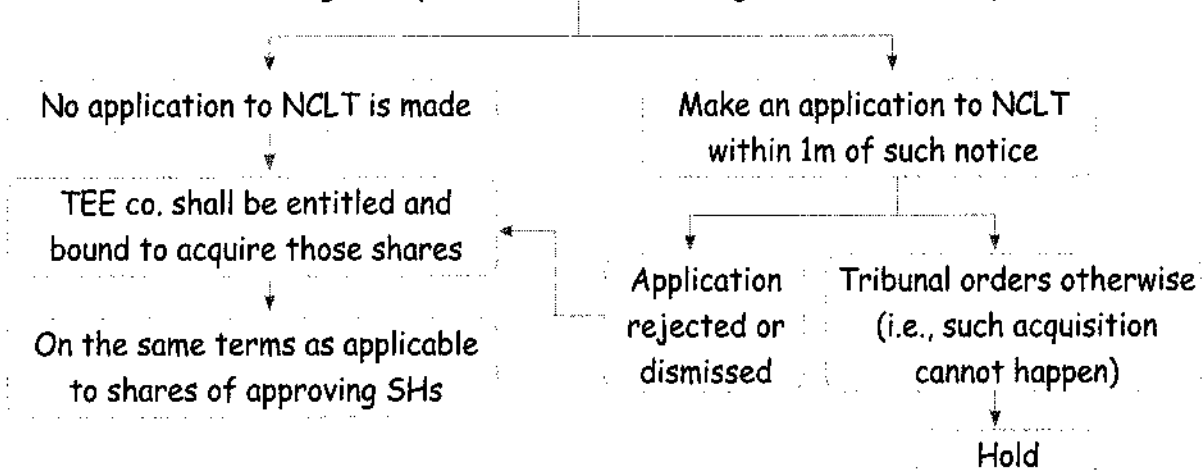 No application to NCLT is made
TEE co. shall be entitled and
bound to acquire those shares
On the same terms as applicable
to shares of approving SHs
Make an application to NCLT
within 1m of such notice
Application
rejected or
dismissed
Tribunal orders otherwise
(i.e., such acquisition
cannot happen)
Hold